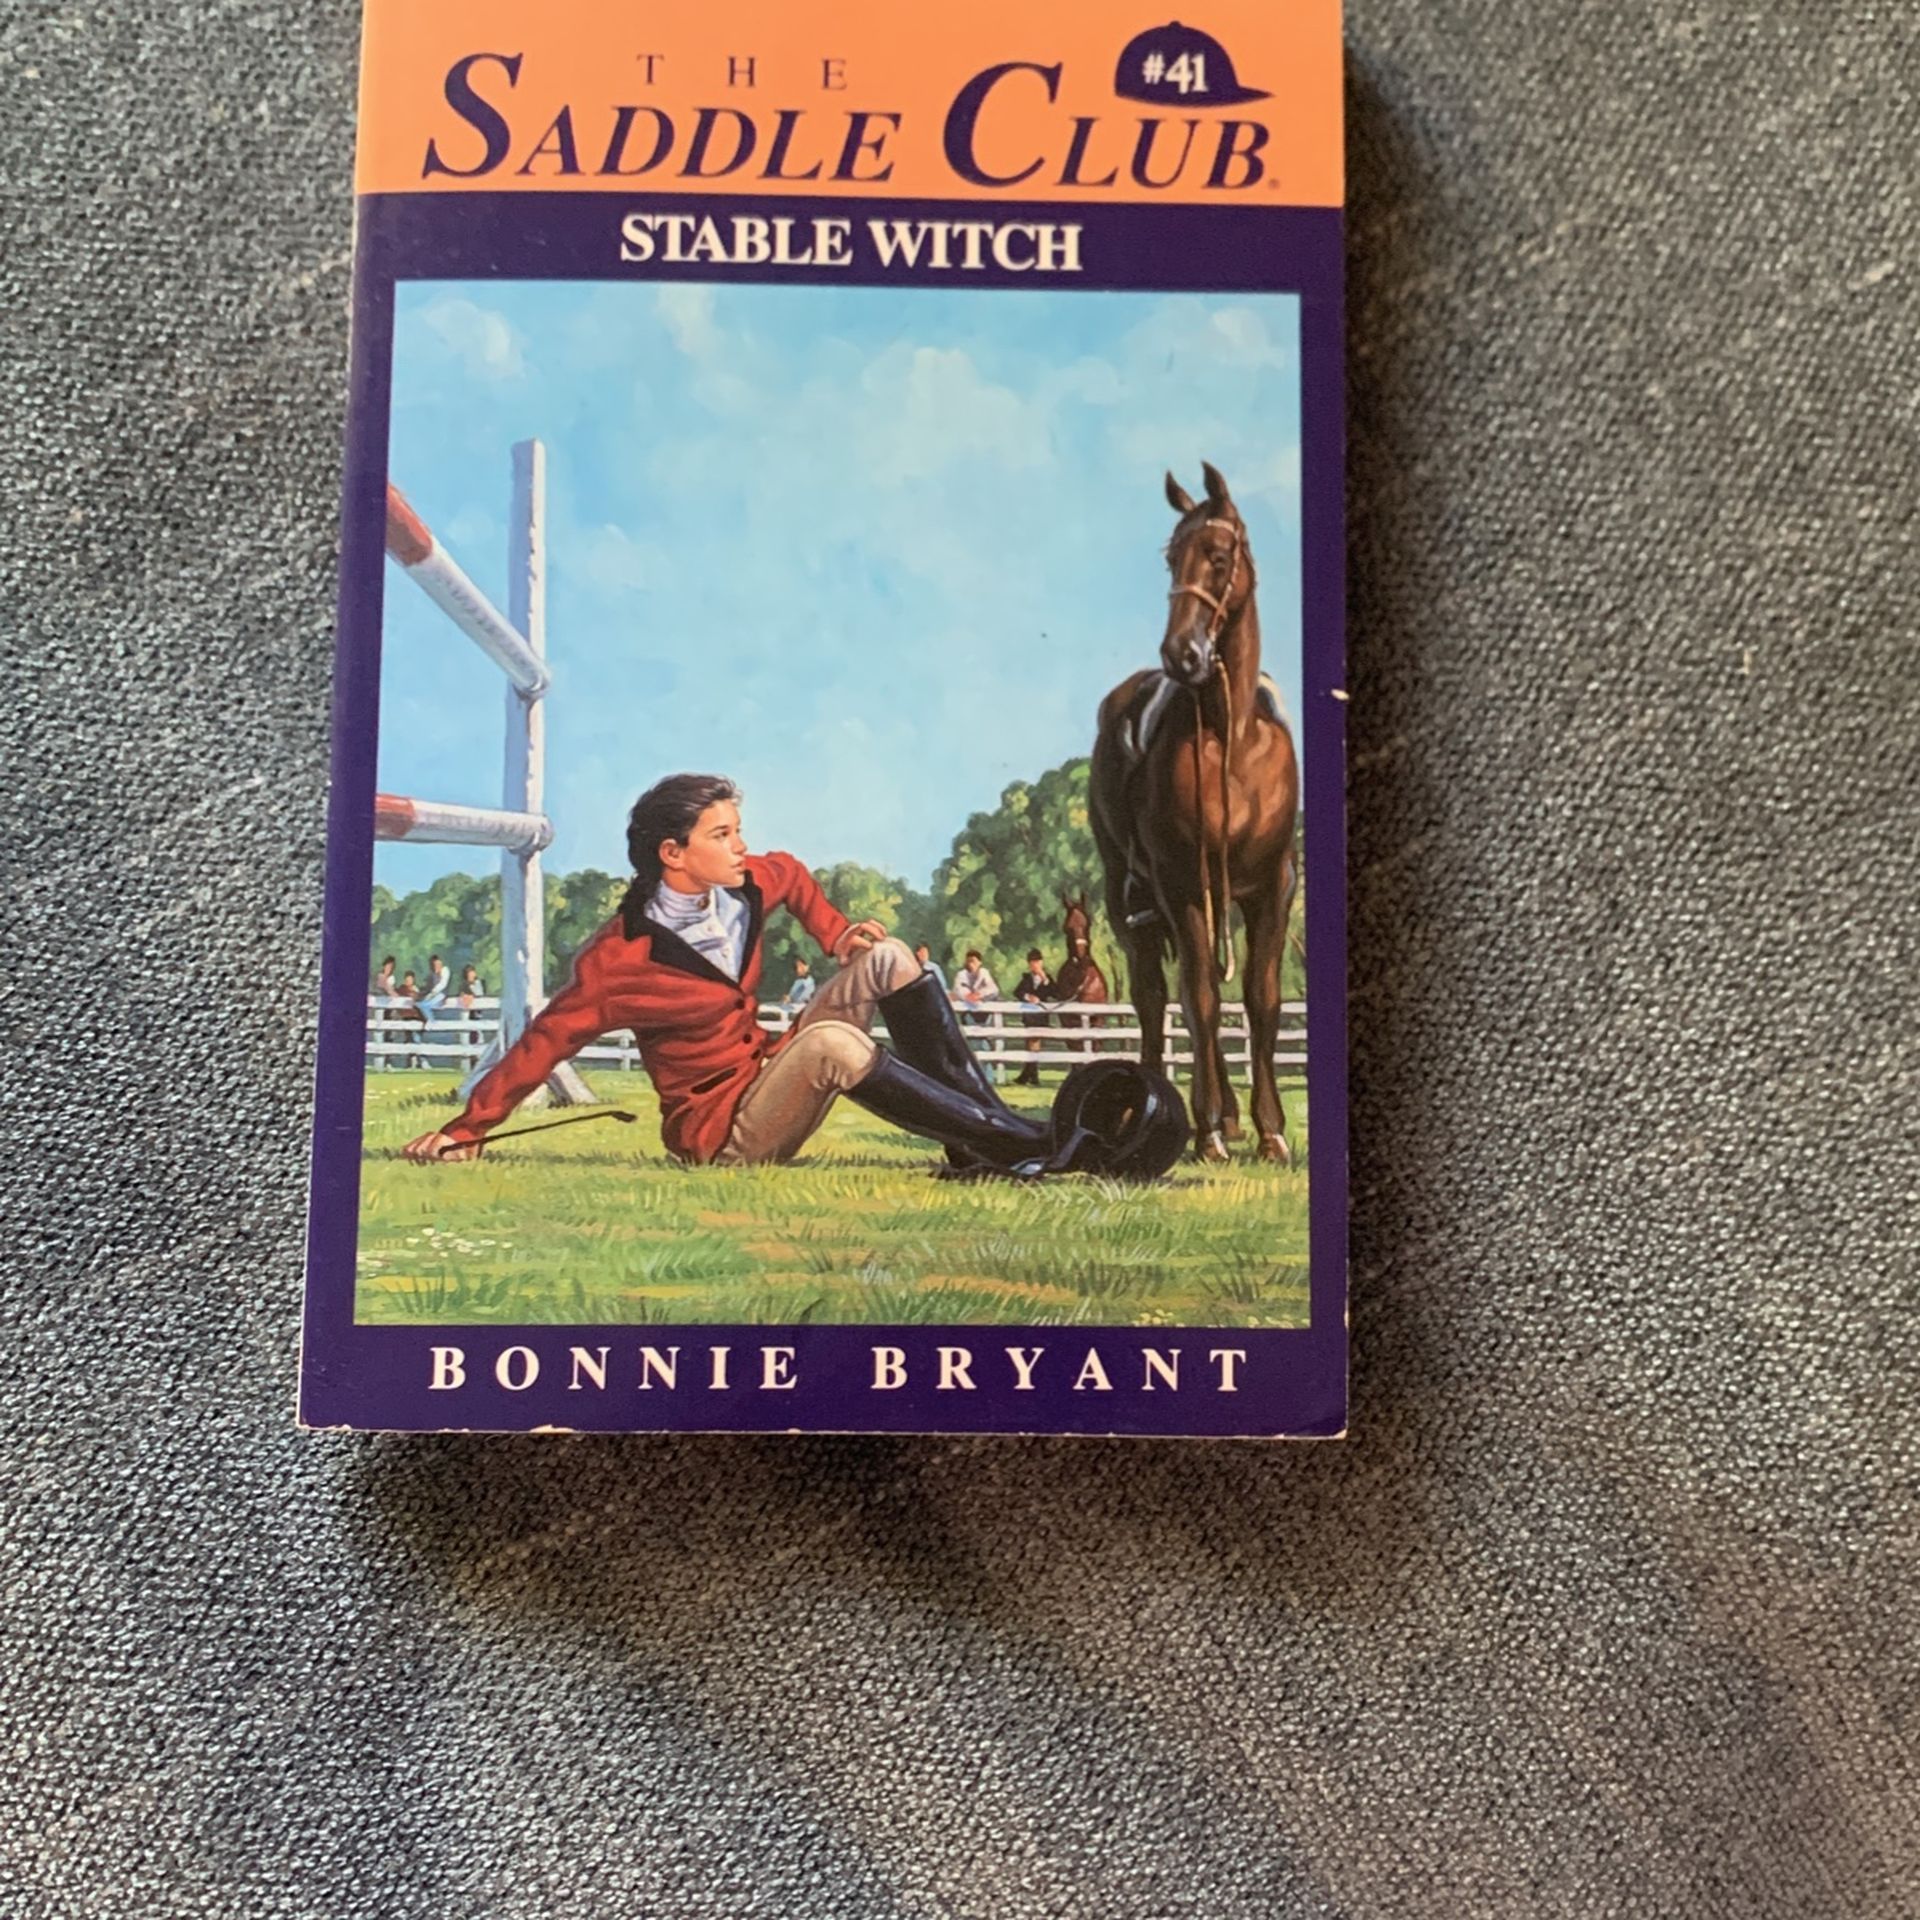 #41
THE
SADDLE CLUB®
STABLE WITCH
BONNIE BRYANT